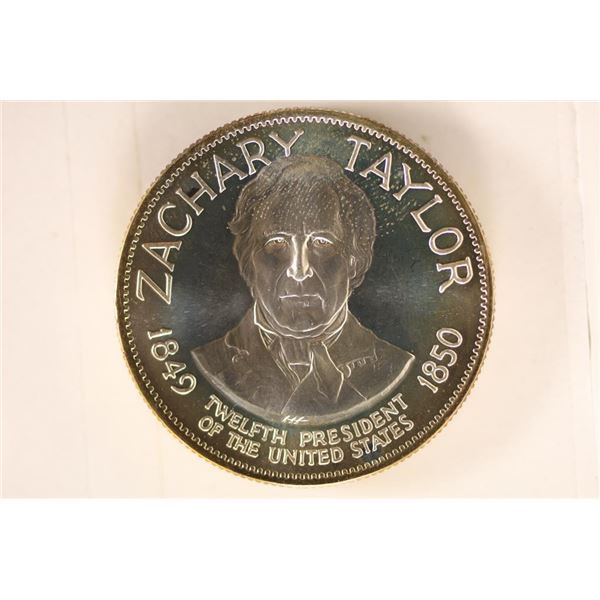 ZACHARY TAYLOR
1849 1850
TWELFTH PRESIDENT
OF THE UNITED STATES